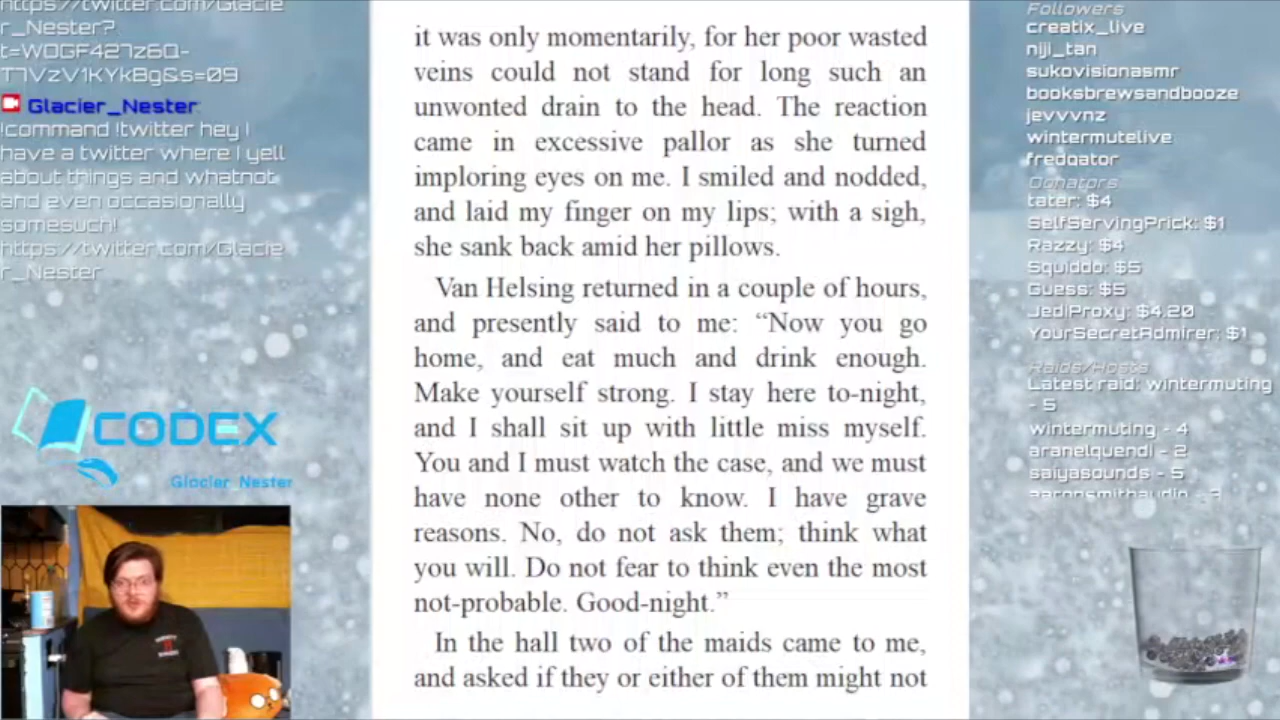 https://twitter.com/Glacie
r_Nester?
t=W0GF427z6Q-
T7VzV1KYkBg&s=09
Glacier_Nester:
!command !twitter hey I
have a twitter where I yell
about things and whatnot
and even occasionally
somesuch!
https://twitter.com/Glacie
r_Nester
CODEX
Glacier_Nester
it was only momentarily, for her poor wasted
veins could not stand for long such an
unwonted drain to the head. The reaction
came in excessive pallor as she turned
imploring eyes on me. I smiled and nodded,
and laid my finger on my lips; with a sigh,
she sank back amid her pillows.
Van Helsing returned in a couple of hours,
and presently said to me: “Now you go
home, and eat much and drink enough.
Make yourself strong. I stay here to-night,
and I shall sit up with little miss myself.
You and I must watch the case, and we must
have none other to know. I have grave
reasons. No, do not ask them; think what
you will. Do not fear to think even the most
not-probable. Good-night.”
In the hall two of the maids came to me,
and asked if they or either of them might not
Followers
creatix_live
niji_tan
sukovisionasmr
booksbrewsandbooze
jevvvnz
wintermutelive
fredgator
Donators
tater: $4
SelfServingPrick: $1
Razzy: $4
Squiddo: $5
Guess: $5
JediProxy: $4.20
YourSecretAdmirer: $1
Raids/Hosts
Latest raid: wintermuting
- 5
wintermuting - 4
aranelquendi - 2
saiyasounds - 5